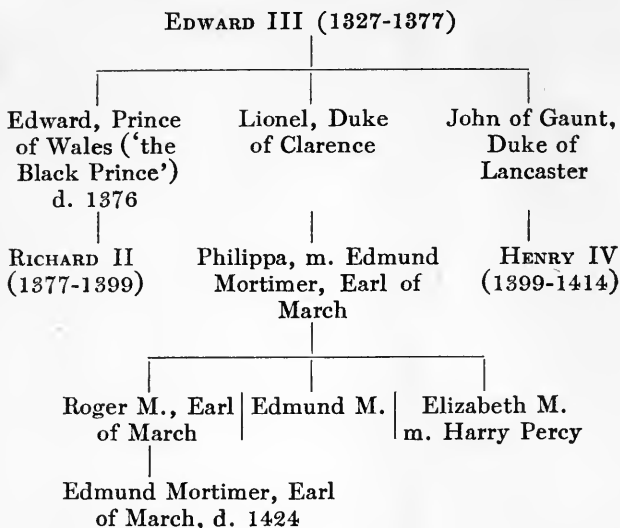 EDWARD III (1327-1377)
Edward, Prince
of Wales (‘the
Black Prince’)
d. 1376
Lionel, Duke
of Clarence
John of Gaunt,
Duke of
Lancaster
RICHARD II
(1377-1399)
Philippa, m. Edmund
Mortimer, Earl of
March
HENRY IV
(1399-1414)
Roger M., Earl
of March
Edmund M.
Elizabeth M.
m. Harry Percy
Edmund Mortimer, Earl
of March, d. 1424